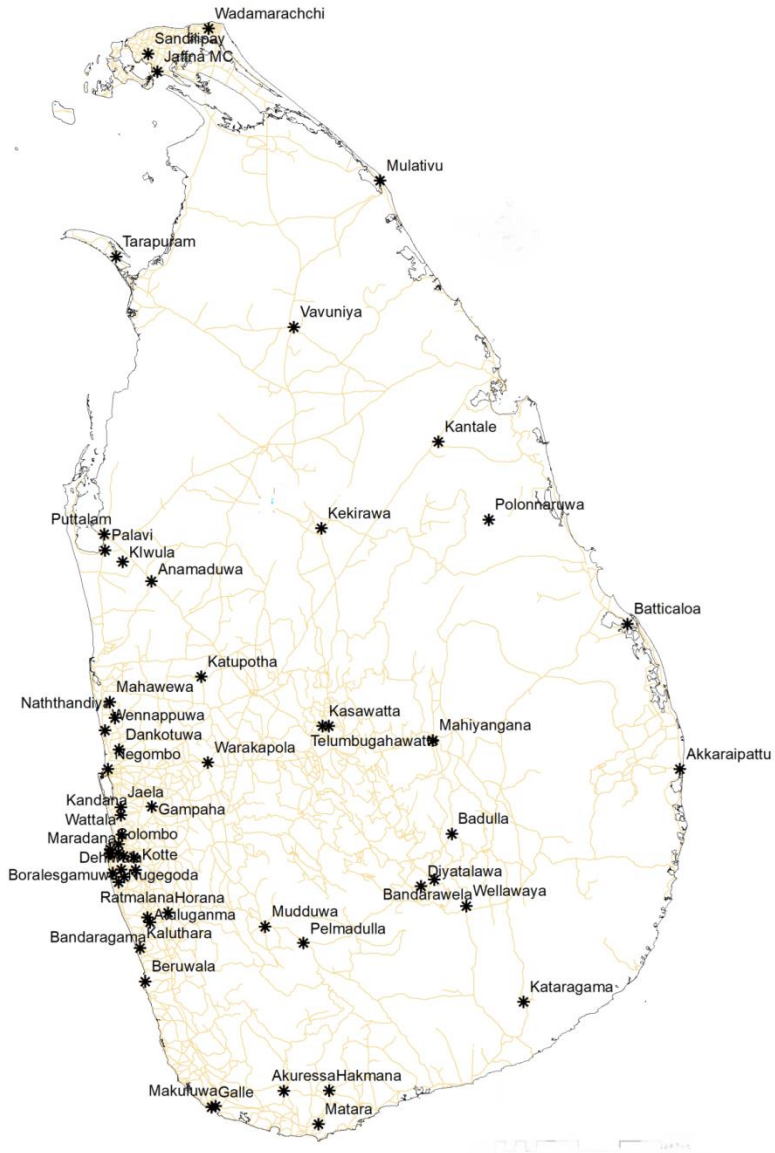 Wadamarachchi
Sandilipay
Jaffna MC
Mulativu
Tarapuram
Vavuniya
Kantale
Polonnaruwa
Kekirawa
Puttalam
Palavi
KIwula
Anamaduwa
Batticaloa
Katupotha
Mahawewa
Naththandiya
Wennappuwa
Kasawatta
Dankotuwa
Telumbugahawatta
Mahiyangana
Negombo
Warakapola
Akkaraipattu
Jaela
Kandana
Gampaha
Wattala
Colombo
Maradana
Badulla
Kotte
Boralesgamuwa
Nugegoda
Diyatalawa
Bandarawela
Wellawaya
Ratmalana
Horana
Atuluganma
Mudduwa
Kaluthara
Bandaragama
Pelmadulla
Beruwala
Kataragama
Akuressa
Hakmana
Makuluwa
Galle
Matara